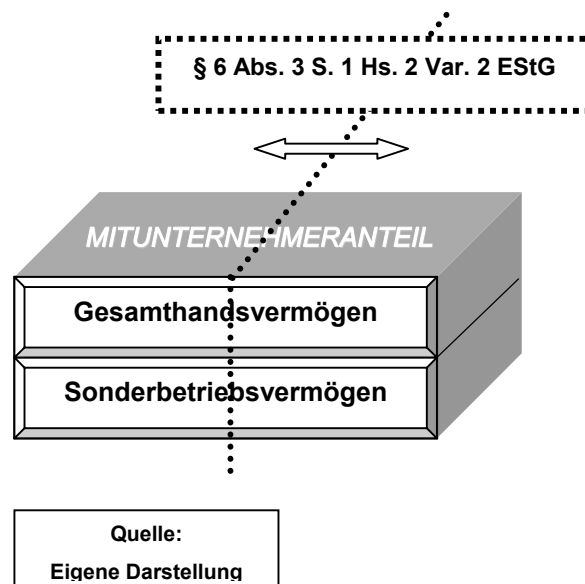 § 6 Abs. 3 S. 1 Hs. 2 Var. 2 EStG
MITUNTERNEHMERANTEIL
Gesamthandsvermögen
Sonderbetriebsvermögen
Quelle:
Eigene Darstellung